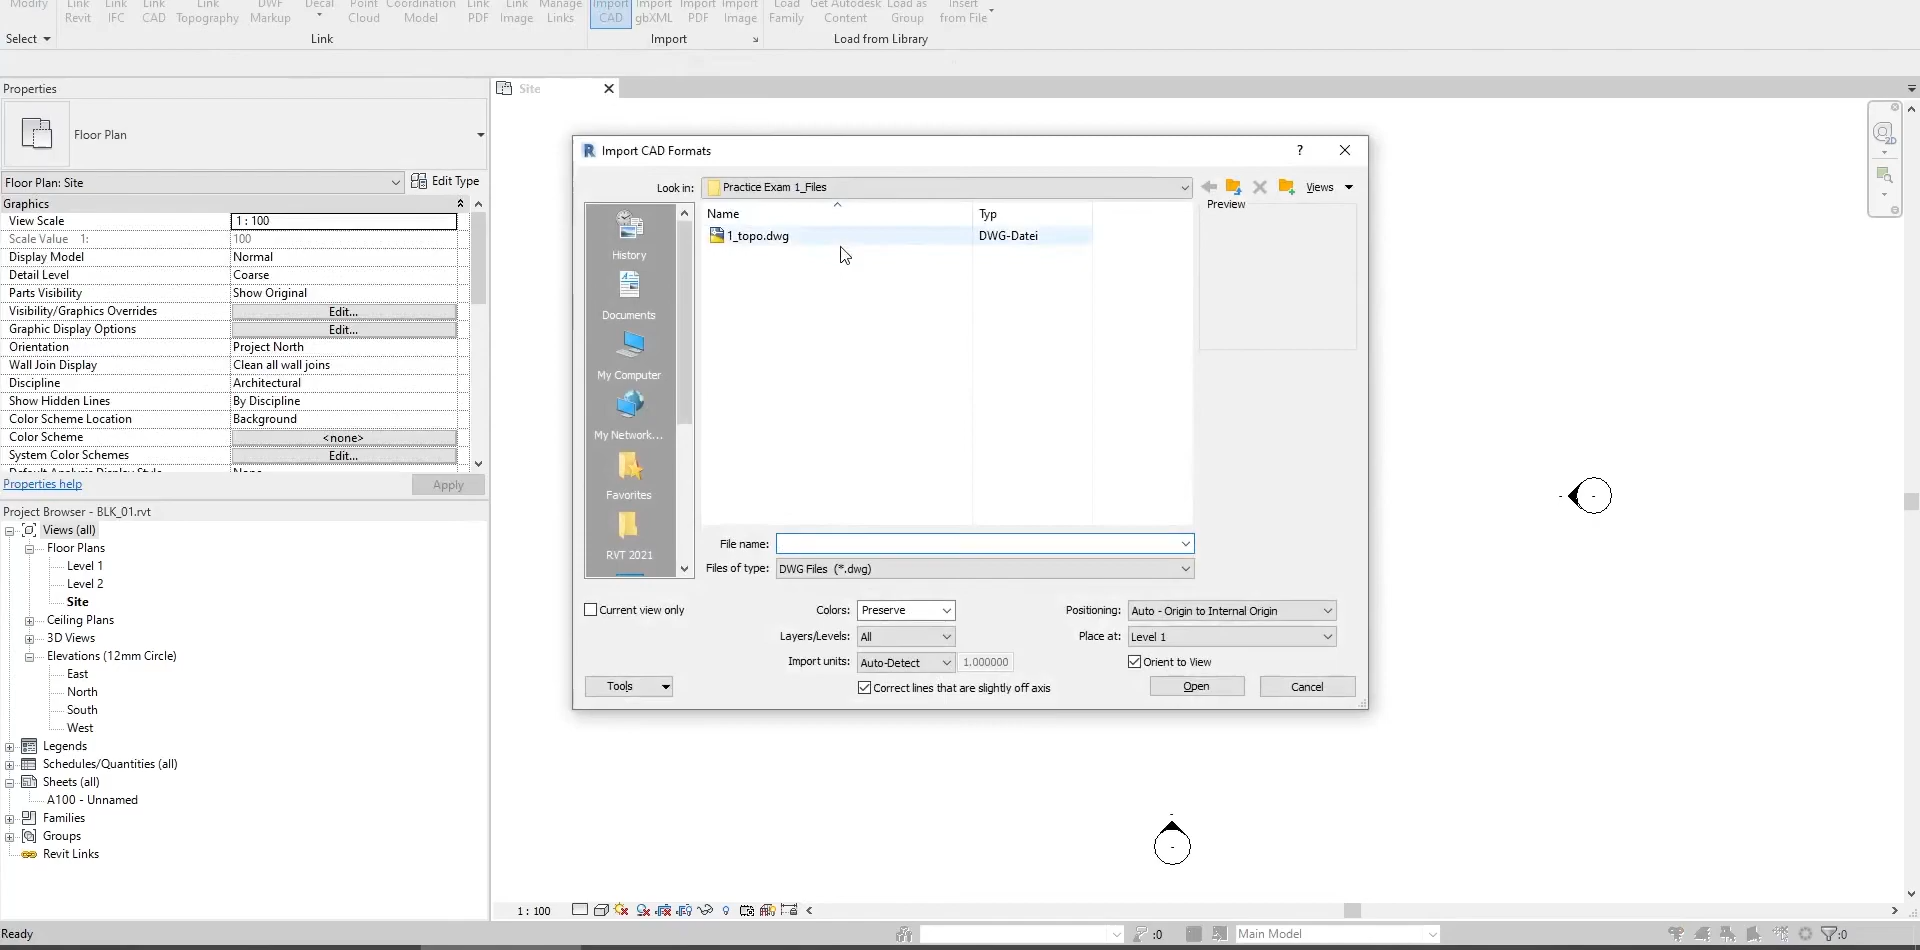 Modify
Link Revit
Link IFC
Link CAD
Link Topography
DWF Markup
Decal
Point Cloud
Coordination Model
Link PDF
Link Image
Manage Links
Import CAD
Import gbXML
Import PDF
Import Image
Load Family
Get Autodesk Content
Load as Group
Insert from File
Select
Link
Import
Load from Library
Properties
Floor Plan
Floor Plan: Site
Edit Type
Graphics
View Scale 1 : 100
Scale Value 1: 100
Display Model Normal
Detail Level Coarse
Parts Visibility Show Original
Visibility/Graphics Overrides Edit...
Graphic Display Options Edit...
Orientation Project North
Wall Join Display Clean all wall joins
Discipline Architectural
Show Hidden Lines By Discipline
Color Scheme Location Background
Color Scheme <none>
System Color Schemes Edit...
Default Analysis Display Style None
Properties help
Apply
Project Browser - BLK_01.rvt
Views (all)
Floor Plans
Level 1
Level 2
Site
Ceiling Plans
3D Views
Elevations (12mm Circle)
East
North
South
West
Legends
Schedules/Quantities (all)
Sheets (all)
A100 - Unnamed
Families
Groups
Revit Links
Site
Import CAD Formats
?
Look in: Practice Exam 1_Files
Views
Name Typ
1_topo.dwg DWG-Datei
Preview
History
Documents
My Computer
My Network...
Favorites
RVT 2021
File name:
Files of type: DWG Files (*.dwg)
Current view only
Colors: Preserve
Layers/Levels: All
Import units: Auto-Detect 1.000000
Correct lines that are slightly off axis
Positioning: Auto - Origin to Internal Origin
Place at: Level 1
Orient to View
Tools
Open
Cancel
2D
1 : 100
Ready
:0
Main Model
:0